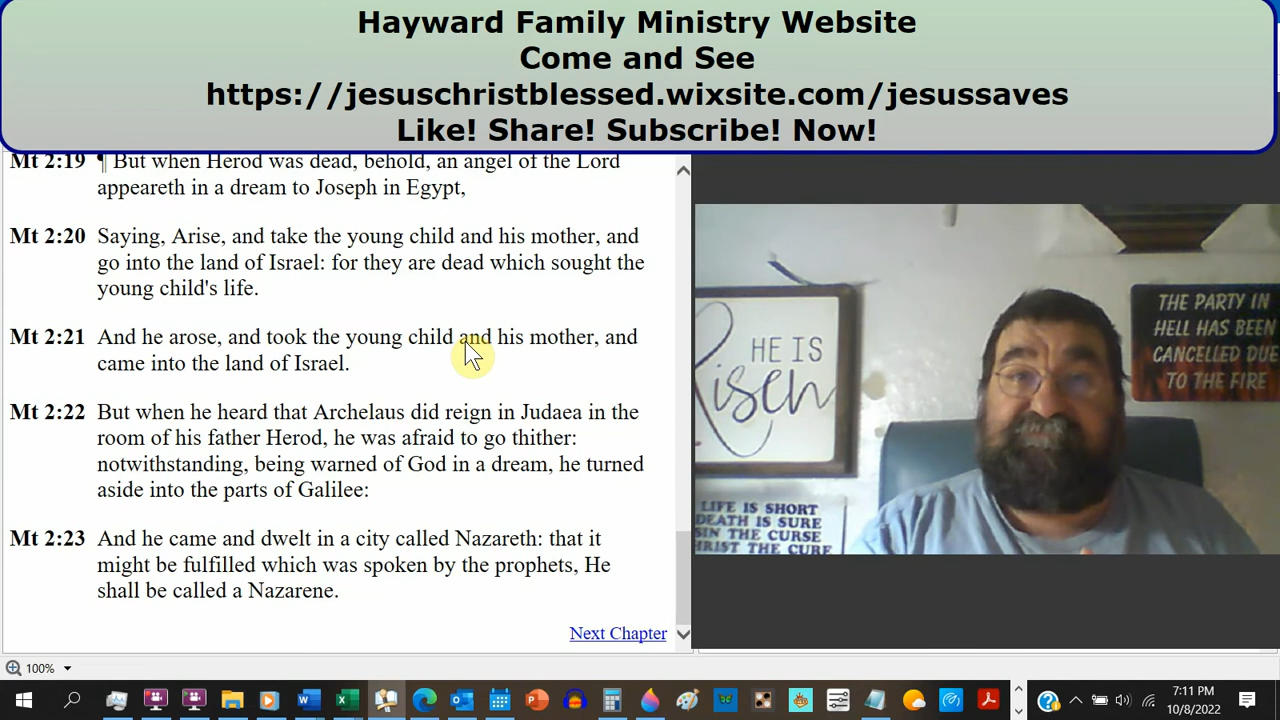 Hayward Family Ministry Website
Come and See
https://jesuschristblessed.wixsite.com/jesussaves
Like! Share! Subscribe! Now!
Mt 2:19 ¶ But when Herod was dead, behold, an angel of the Lord
appeareth in a dream to Joseph in Egypt,
Mt 2:20 Saying, Arise, and take the young child and his mother, and
go into the land of Israel: for they are dead which sought the
young child's life.
Mt 2:21 And he arose, and took the young child and his mother, and
came into the land of Israel.
Mt 2:22 But when he heard that Archelaus did reign in Judaea in the
room of his father Herod, he was afraid to go thither:
notwithstanding, being warned of God in a dream, he turned
aside into the parts of Galilee:
Mt 2:23 And he came and dwelt in a city called Nazareth: that it
might be fulfilled which was spoken by the prophets, He
shall be called a Nazarene.
Next Chapter
HE IS
Risen
THE PARTY IN
HELL HAS BEEN
CANCELLED DUE
TO THE FIRE
LIFE IS SHORT
DEATH IS SURE
SIN THE CURSE
HRIST THE CURE
100%
7:11 PM
10/8/2022